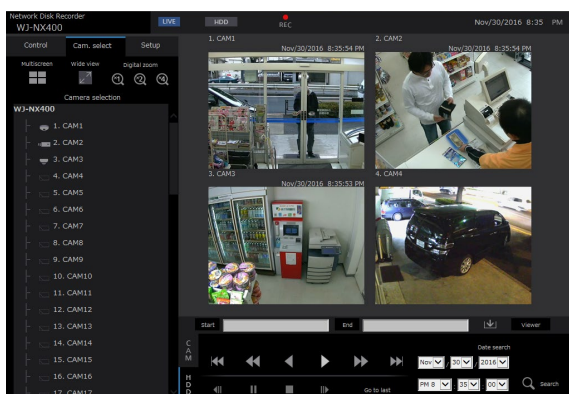 Network Disk Recorder
WJ-NX400
LIVE
HDD
REC
Nov/30/2016 8:35 PM
Control
Cam. select
Setup
Multiscreen
Wide view
Digital zoom
Camera selection
WJ-NX400
1. CAM1
2. CAM2
3. CAM3
4. CAM4
5. CAM5
6. CAM6
7. CAM7
8. CAM8
9. CAM9
10. CAM10
11. CAM11
12. CAM12
13. CAM13
14. CAM14
15. CAM15
16. CAM16
17. CAM17
1. CAM1
Nov/30/2016 8:35:54 PM
2. CAM2
Nov/30/2016 8:35:54 PM
3. CAM3
Nov/30/2016 8:35:53 PM
4. CAM4
Start
End
Viewer
CAM
HDD
Go to last
Date search
Nov / 30 / 2016
PM 8 : 35 : 00
Search